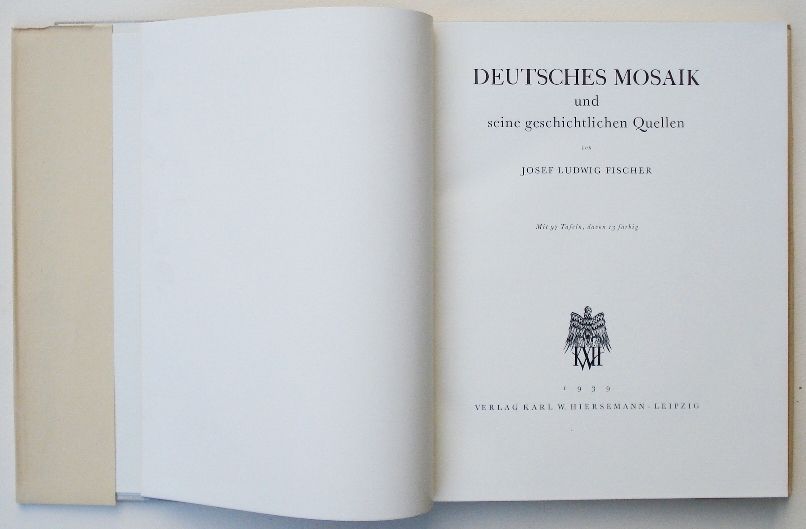 DEUTSCHES MOSAIK
und
seine geschichtlichen Quellen
von
JOSEF LUDWIG FISCHER
Mit 97 Tafeln, davon 13 farbig
KWH
1939
VERLAG KARL W. HIERSEMANN · LEIPZIG